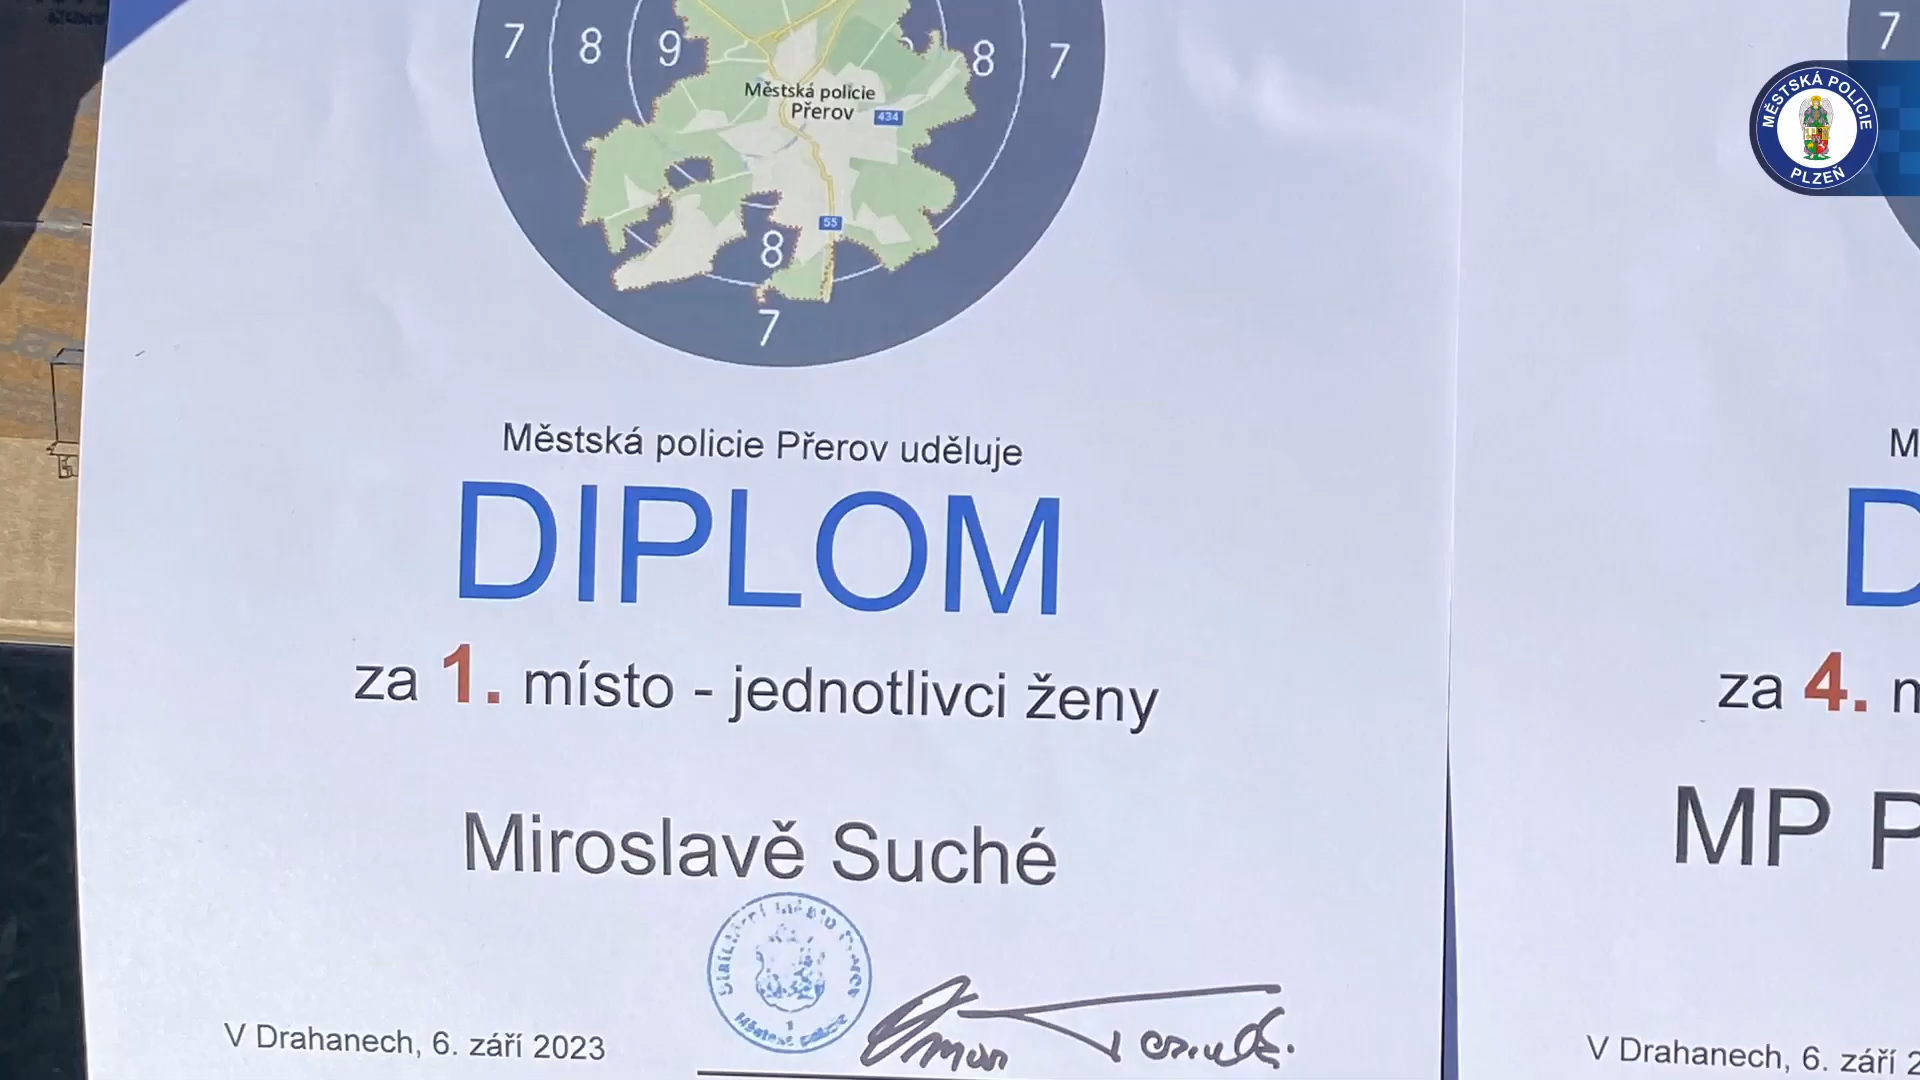 7 8 9 8 7
Městská policie
Přerov
434
55
8
7
Městská policie Přerov uděluje
DIPLOM
za 1. místo - jednotlivci ženy
Miroslavě Suché
V Drahanech, 6. září 2023
7
MĚSTSKÁ POLICIE
PLZEŇ
M
D
za 4. m
MP P
V Drahanech, 6. září 2